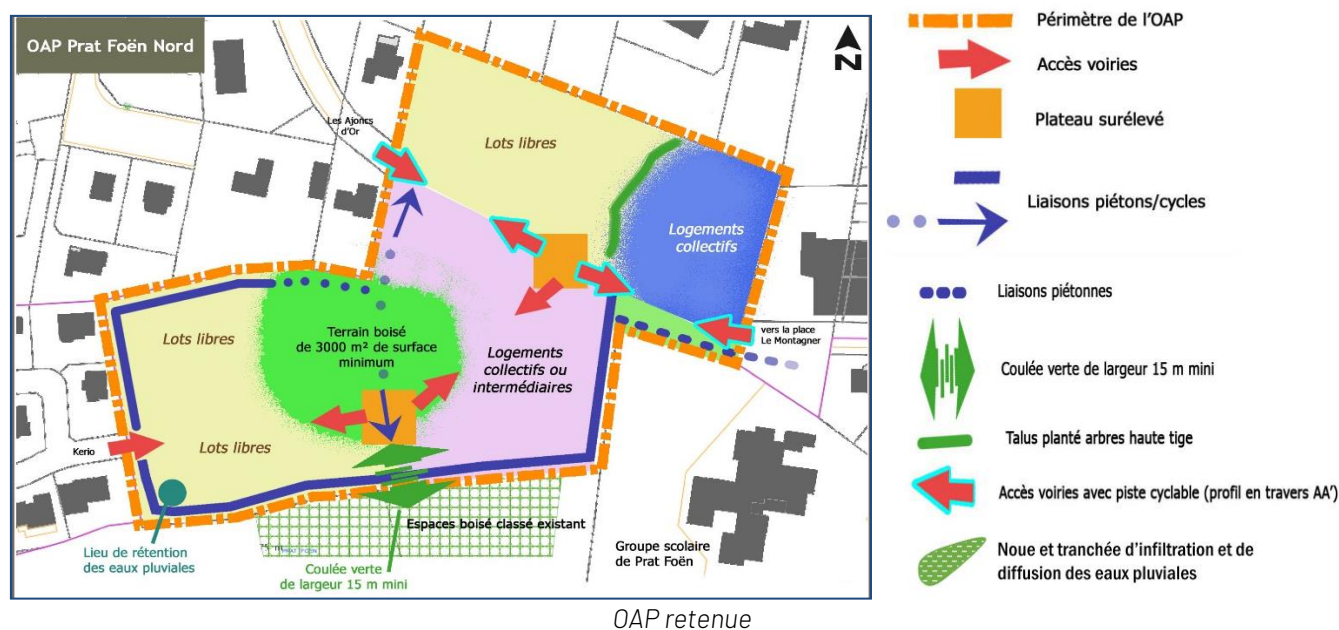 OAP Prat Foën Nord
N
Les Ajoncs
d'Or
Lots libres
Logements
collectifs
vers la place
Le Montagner
Lots libres
Terrain boisé
de 3000 m² de surface
minimum
Logements
collectifs ou
intermédiaires
Lots libres
Kerio
Espaces boisé classé existant
PRAT FOËN
Lieu de rétention
des eaux pluviales
Coulée verte
de largeur 15 m mini
Groupe scolaire
de Prat Foën
Périmètre de l'OAP
Accès voiries
Plateau surélevé
Liaisons piétons/cycles
Liaisons piétonnes
Coulée verte de largeur 15 m mini
Talus planté arbres haute tige
Accès voiries avec piste cyclable (profil en travers AA')
Noue et tranchée d'infiltration et de
diffusion des eaux pluviales
OAP retenue